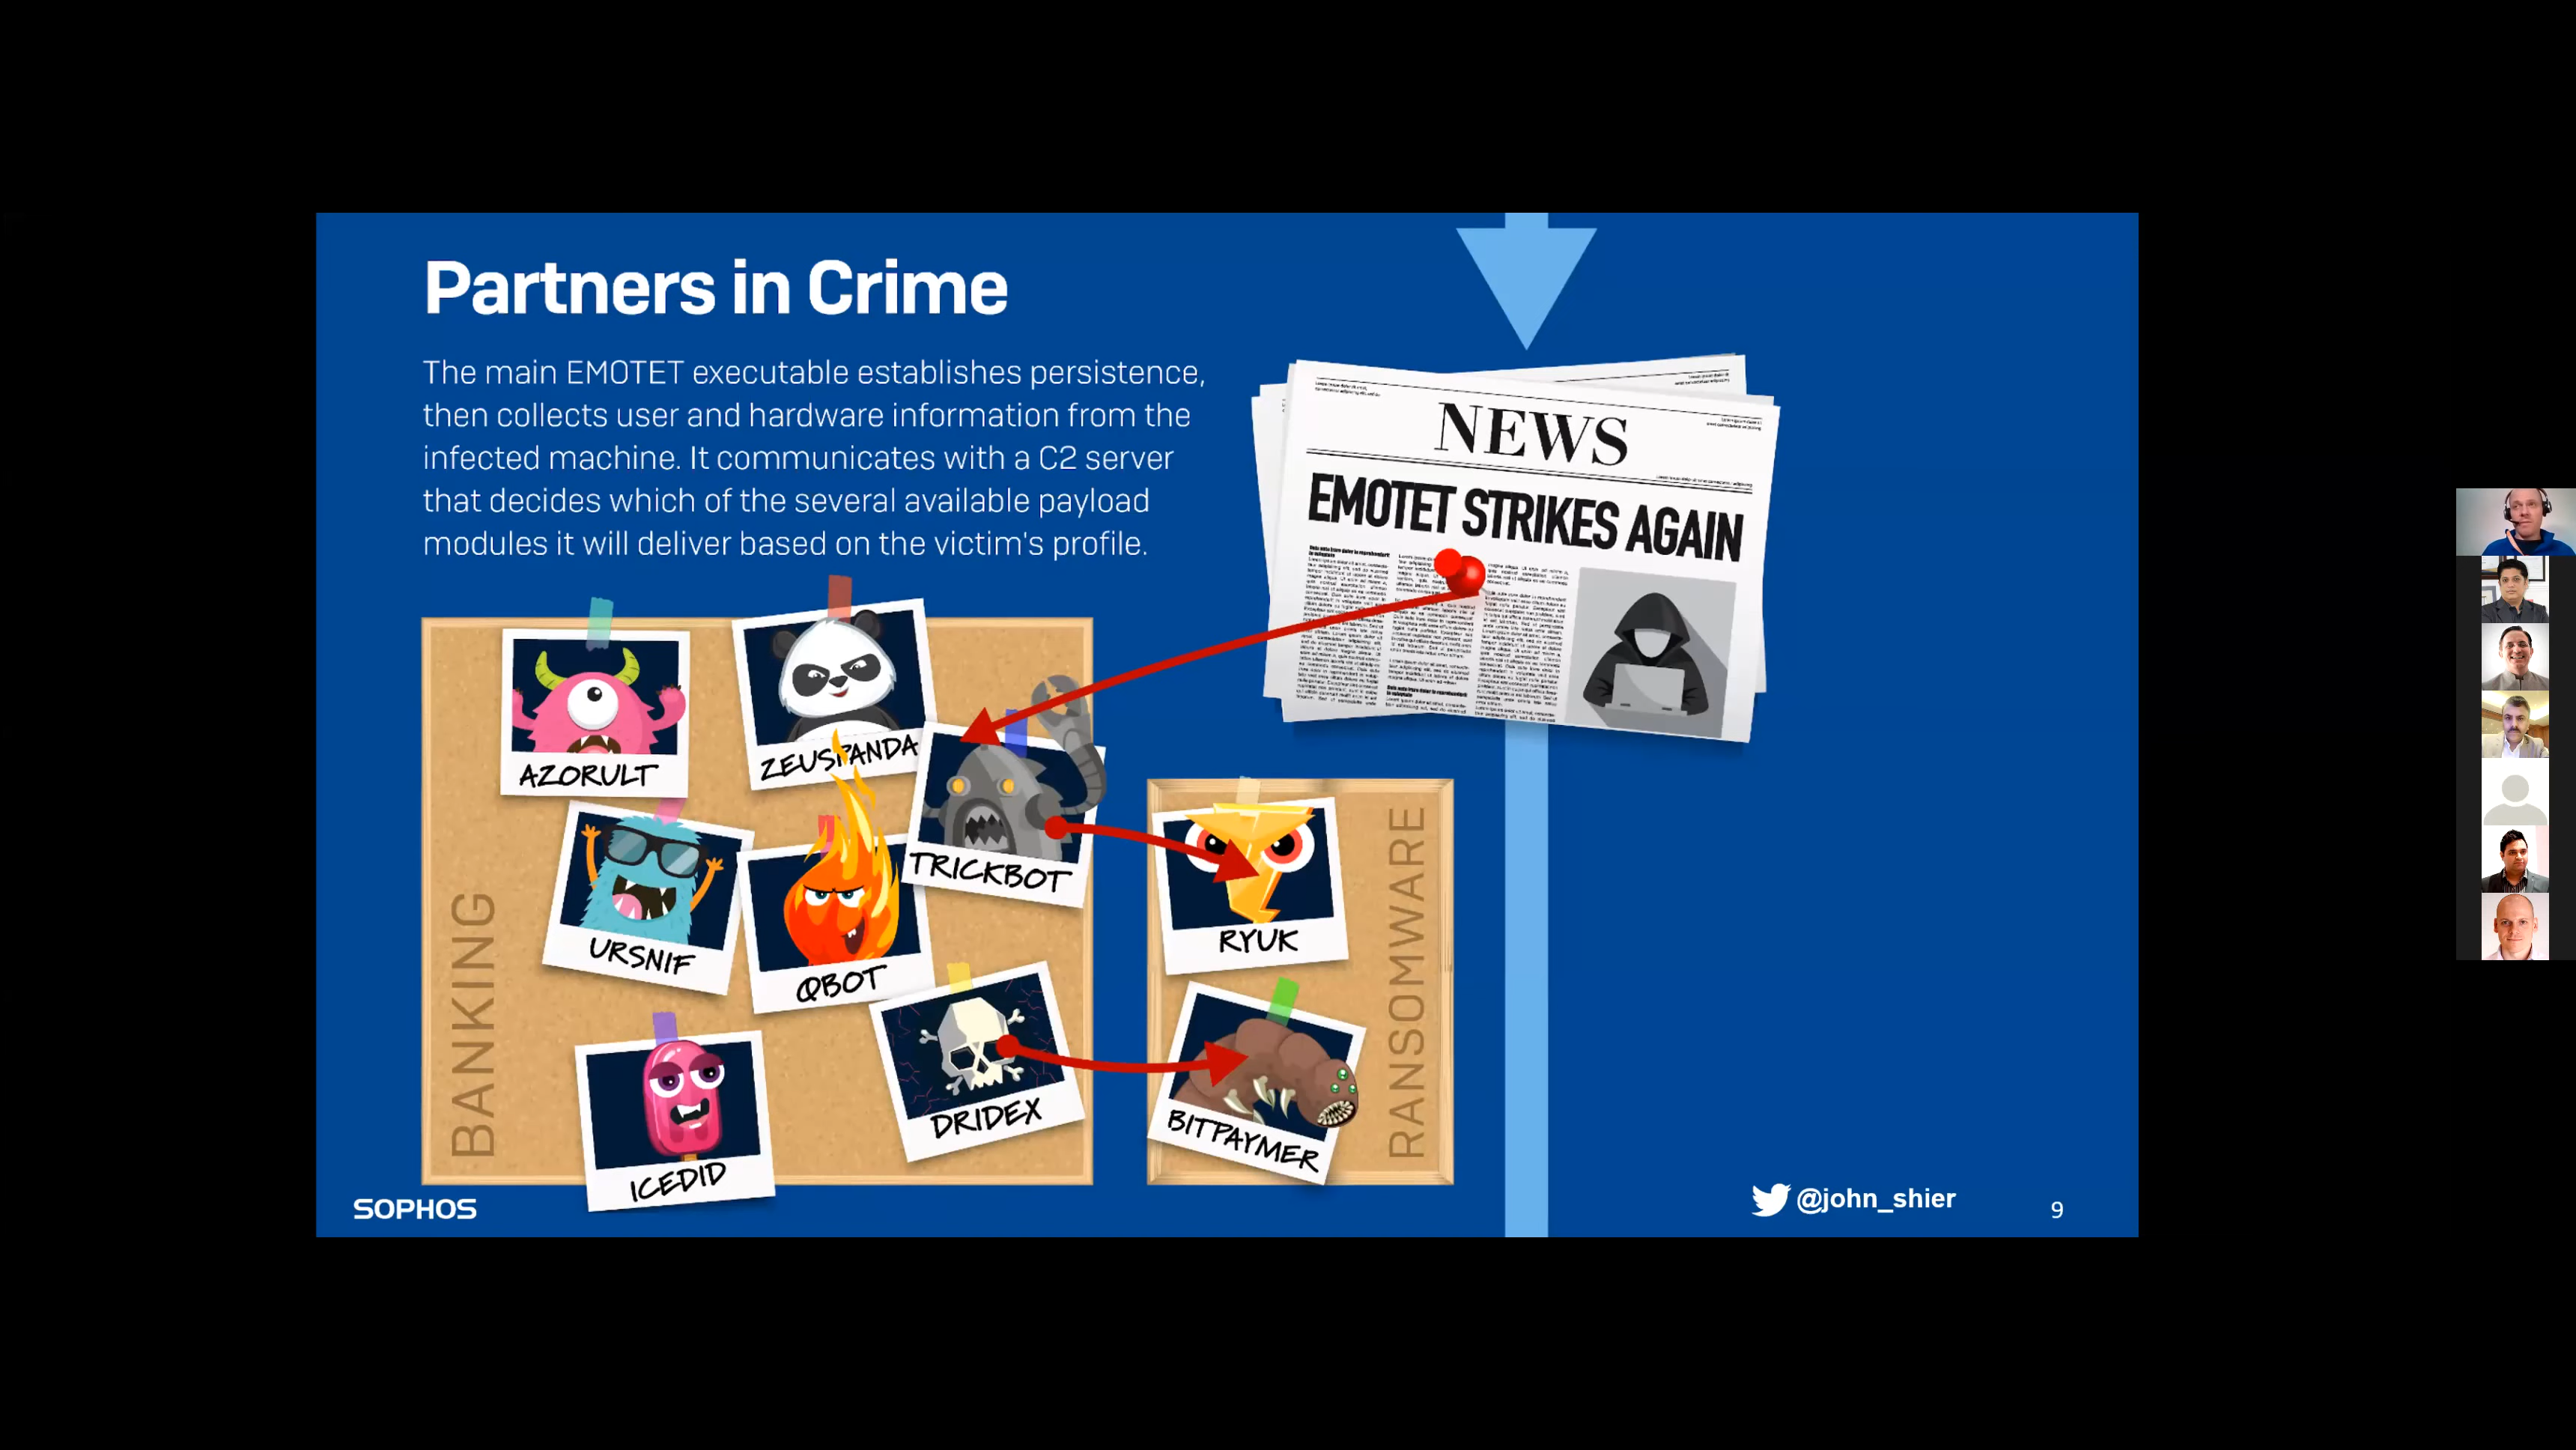 Partners in Crime
The main EMOTET executable establishes persistence,
then collects user and hardware information from the
infected machine. It communicates with a C2 server
that decides which of the several available payload
modules it will deliver based on the victim's profile.
NEWS
EMOTET STRIKES AGAIN
BANKING
AZORULT
ZEUSPANDA
TRICKBOT
URSNIF
QBOT
DRIDEX
ICEDID
RYUK
BITPAYMER
RANSOMWARE
SOPHOS
@john_shier
9